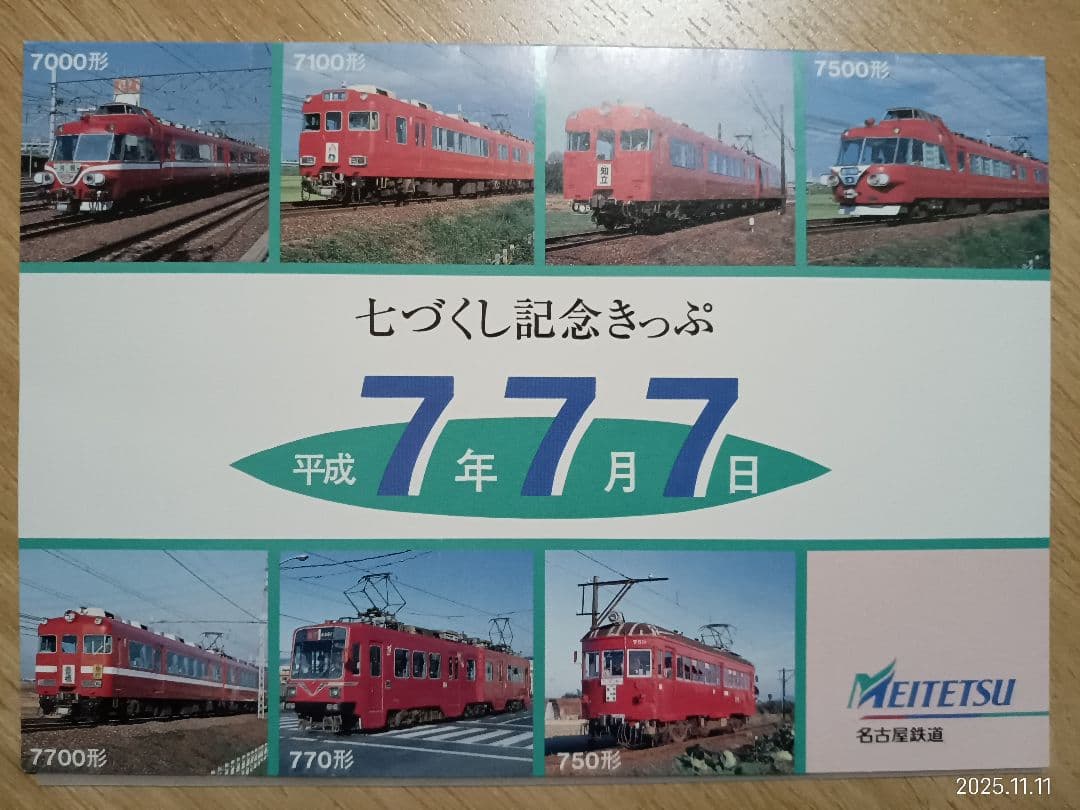 7000形
7100形
7500形
知立
七づくし記念きっぷ
平成7年7月7日
7700形
770形
750形
MEITETSU
名古屋鉄道
2025.11.11